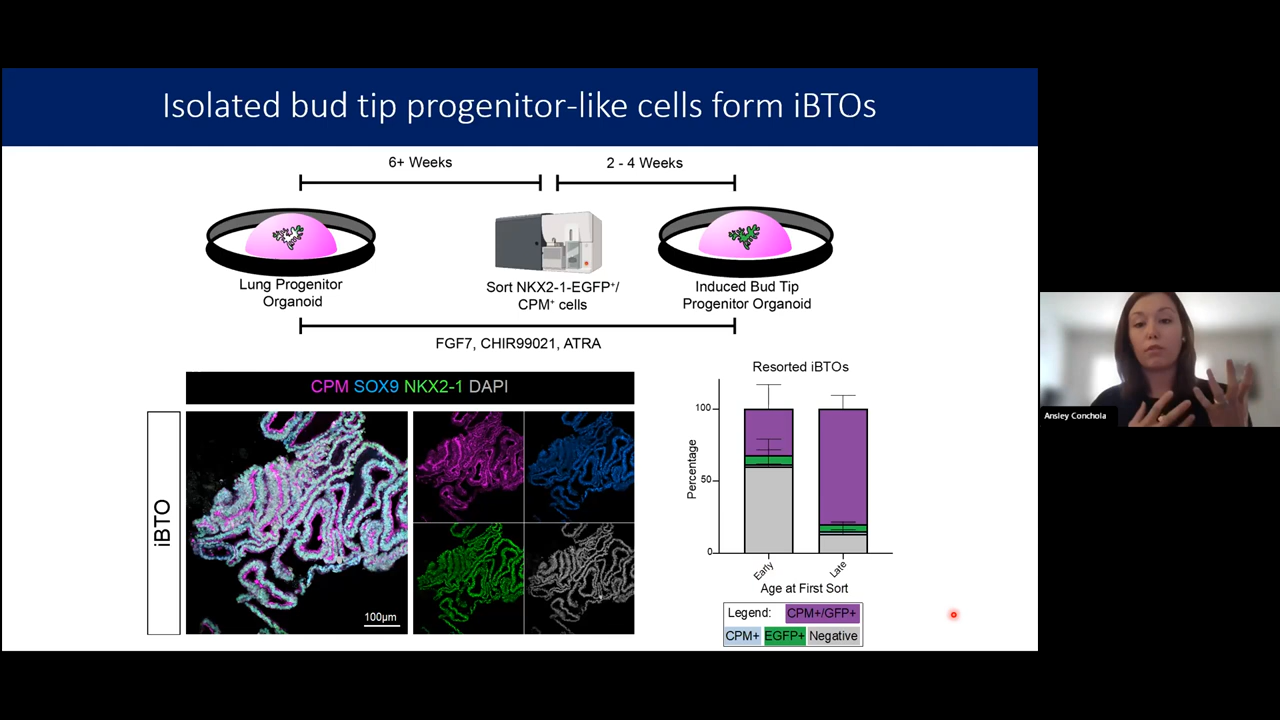 Isolated bud tip progenitor-like cells form iBTOs
6+ Weeks
2 - 4 Weeks
Lung Progenitor
Organoid
Sort NKX2-1-EGFP⁺/
CPM⁺ cells
Induced Bud Tip
Progenitor Organoid
FGF7, CHIR99021, ATRA
CPM SOX9 NKX2-1 DAPI
iBTO
100µm
Resorted iBTOs
Percentage
100
50
0
Early
Late
Age at First Sort
Legend: CPM+/GFP+
CPM+ EGFP+ Negative
Ansley Conchola